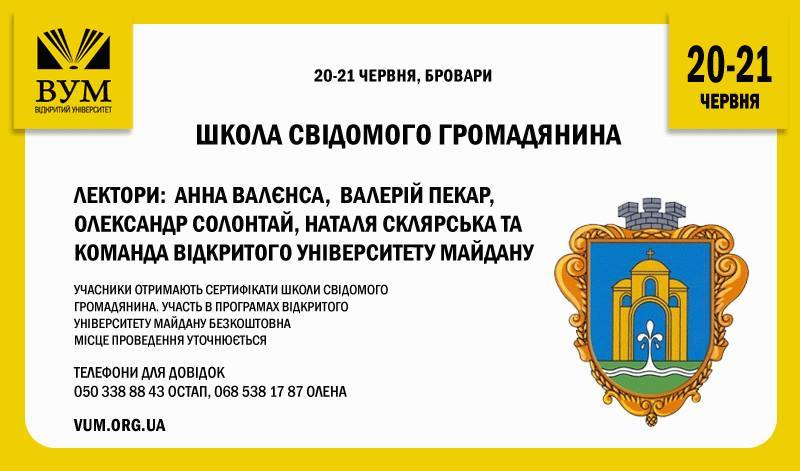 ВУМ
ВІДКРИТИЙ УНІВЕРСИТЕТ
20-21 ЧЕРВНЯ, БРОВАРИ
20-21
ЧЕРВНЯ
ШКОЛА СВІДОМОГО ГРОМАДЯНИНА
ЛЕКТОРИ: АННА ВАЛЄНСА, ВАЛЕРІЙ ПЕКАР,
ОЛЕКСАНДР СОЛОНТАЙ, НАТАЛЯ СКЛЯРСЬКА ТА
КОМАНДА ВІДКРИТОГО УНІВЕРСИТЕТУ МАЙДАНУ
УЧАСНИКИ ОТРИМАЮТЬ СЕРТИФІКАТИ ШКОЛИ СВІДОМОГО
ГРОМАДЯНИНА. УЧАСТЬ В ПРОГРАМАХ ВІДКРИТОГО
УНІВЕРСИТЕТУ МАЙДАНУ БЕЗКОШТОВНА
МІСЦЕ ПРОВЕДЕННЯ УТОЧНЮЄТЬСЯ
ТЕЛЕФОНИ ДЛЯ ДОВІДОК
050 338 88 43 ОСТАП, 068 538 17 87 ОЛЕНА
VUM.ORG.UA